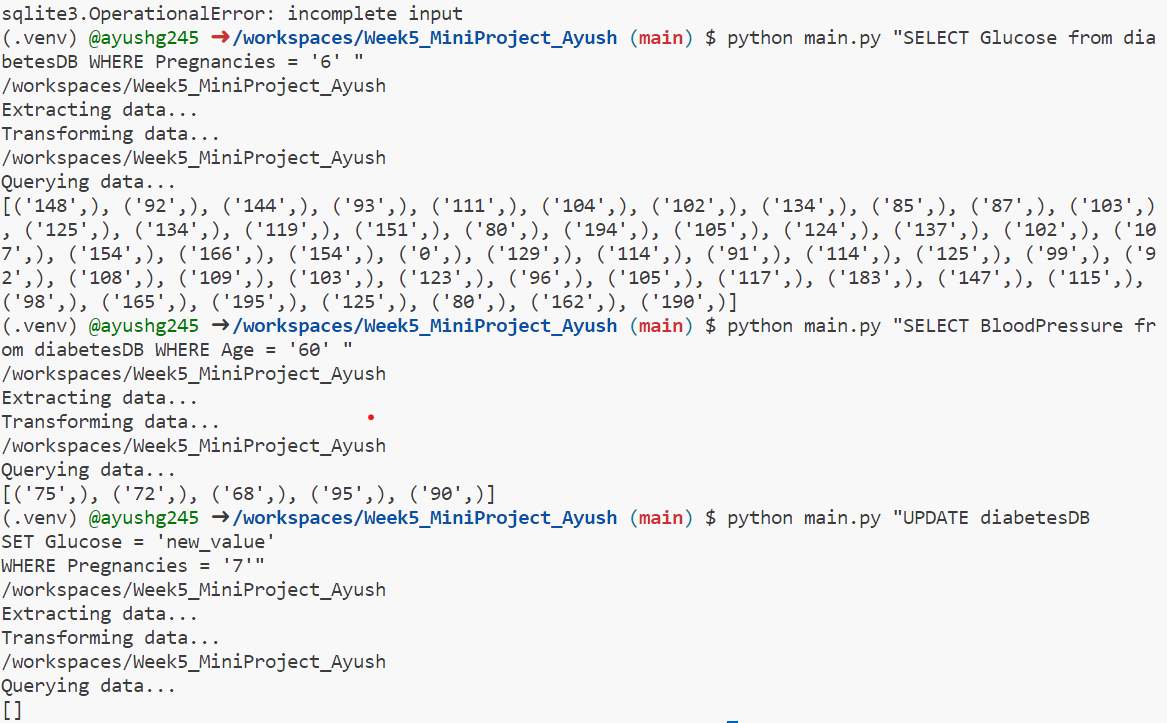 sqlite3.OperationalError: incomplete input
(.venv) @ayushg245 ➜/workspaces/Week5_MiniProject_Ayush (main) $ python main.py "SELECT Glucose from dia
betesDB WHERE Pregnancies = '6' "
/workspaces/Week5_MiniProject_Ayush
Extracting data...
Transforming data...
/workspaces/Week5_MiniProject_Ayush
Querying data...
[('148',), ('92',), ('144',), ('93',), ('111',), ('104',), ('102',), ('134',), ('85',), ('87',), ('103',)
, ('125',), ('134',), ('119',), ('151',), ('80',), ('194',), ('105',), ('124',), ('137',), ('102',), ('10
7',), ('154',), ('166',), ('154',), ('0',), ('129',), ('114',), ('91',), ('114',), ('125',), ('99',), ('9
2',), ('108',), ('109',), ('103',), ('123',), ('96',), ('105',), ('117',), ('183',), ('147',), ('115',), 
('98',), ('165',), ('195',), ('125',), ('80',), ('162',), ('190',)]
(.venv) @ayushg245 ➜/workspaces/Week5_MiniProject_Ayush (main) $ python main.py "SELECT BloodPressure fr
om diabetesDB WHERE Age = '60' "
/workspaces/Week5_MiniProject_Ayush
Extracting data...
Transforming data...
/workspaces/Week5_MiniProject_Ayush
Querying data...
[('75',), ('72',), ('68',), ('95',), ('90',)]
(.venv) @ayushg245 ➜/workspaces/Week5_MiniProject_Ayush (main) $ python main.py "UPDATE diabetesDB
SET Glucose = 'new_value'
WHERE Pregnancies = '7'"
/workspaces/Week5_MiniProject_Ayush
Extracting data...
Transforming data...
/workspaces/Week5_MiniProject_Ayush
Querying data...
[]